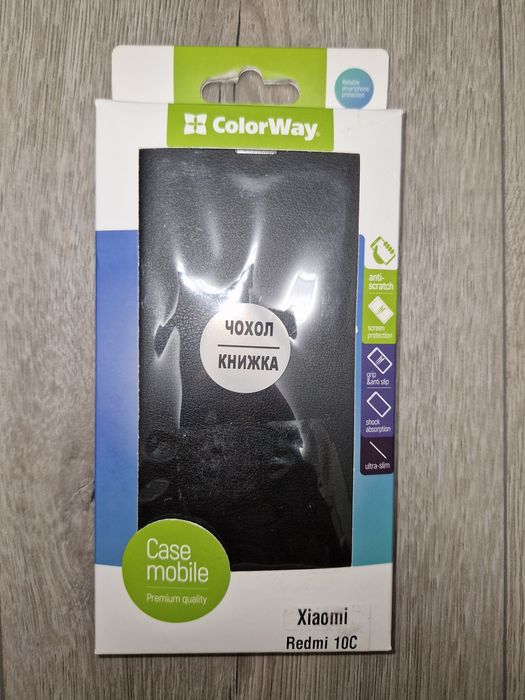 Reliable
smartphone
protection
ColorWay
anti-
scratch
screen
protection
grip
&anti slip
shock
absorption
ultra-slim
ЧОХОЛ
КНИЖКА
Case
mobile
Premium quality
Xiaomi
Redmi 10C